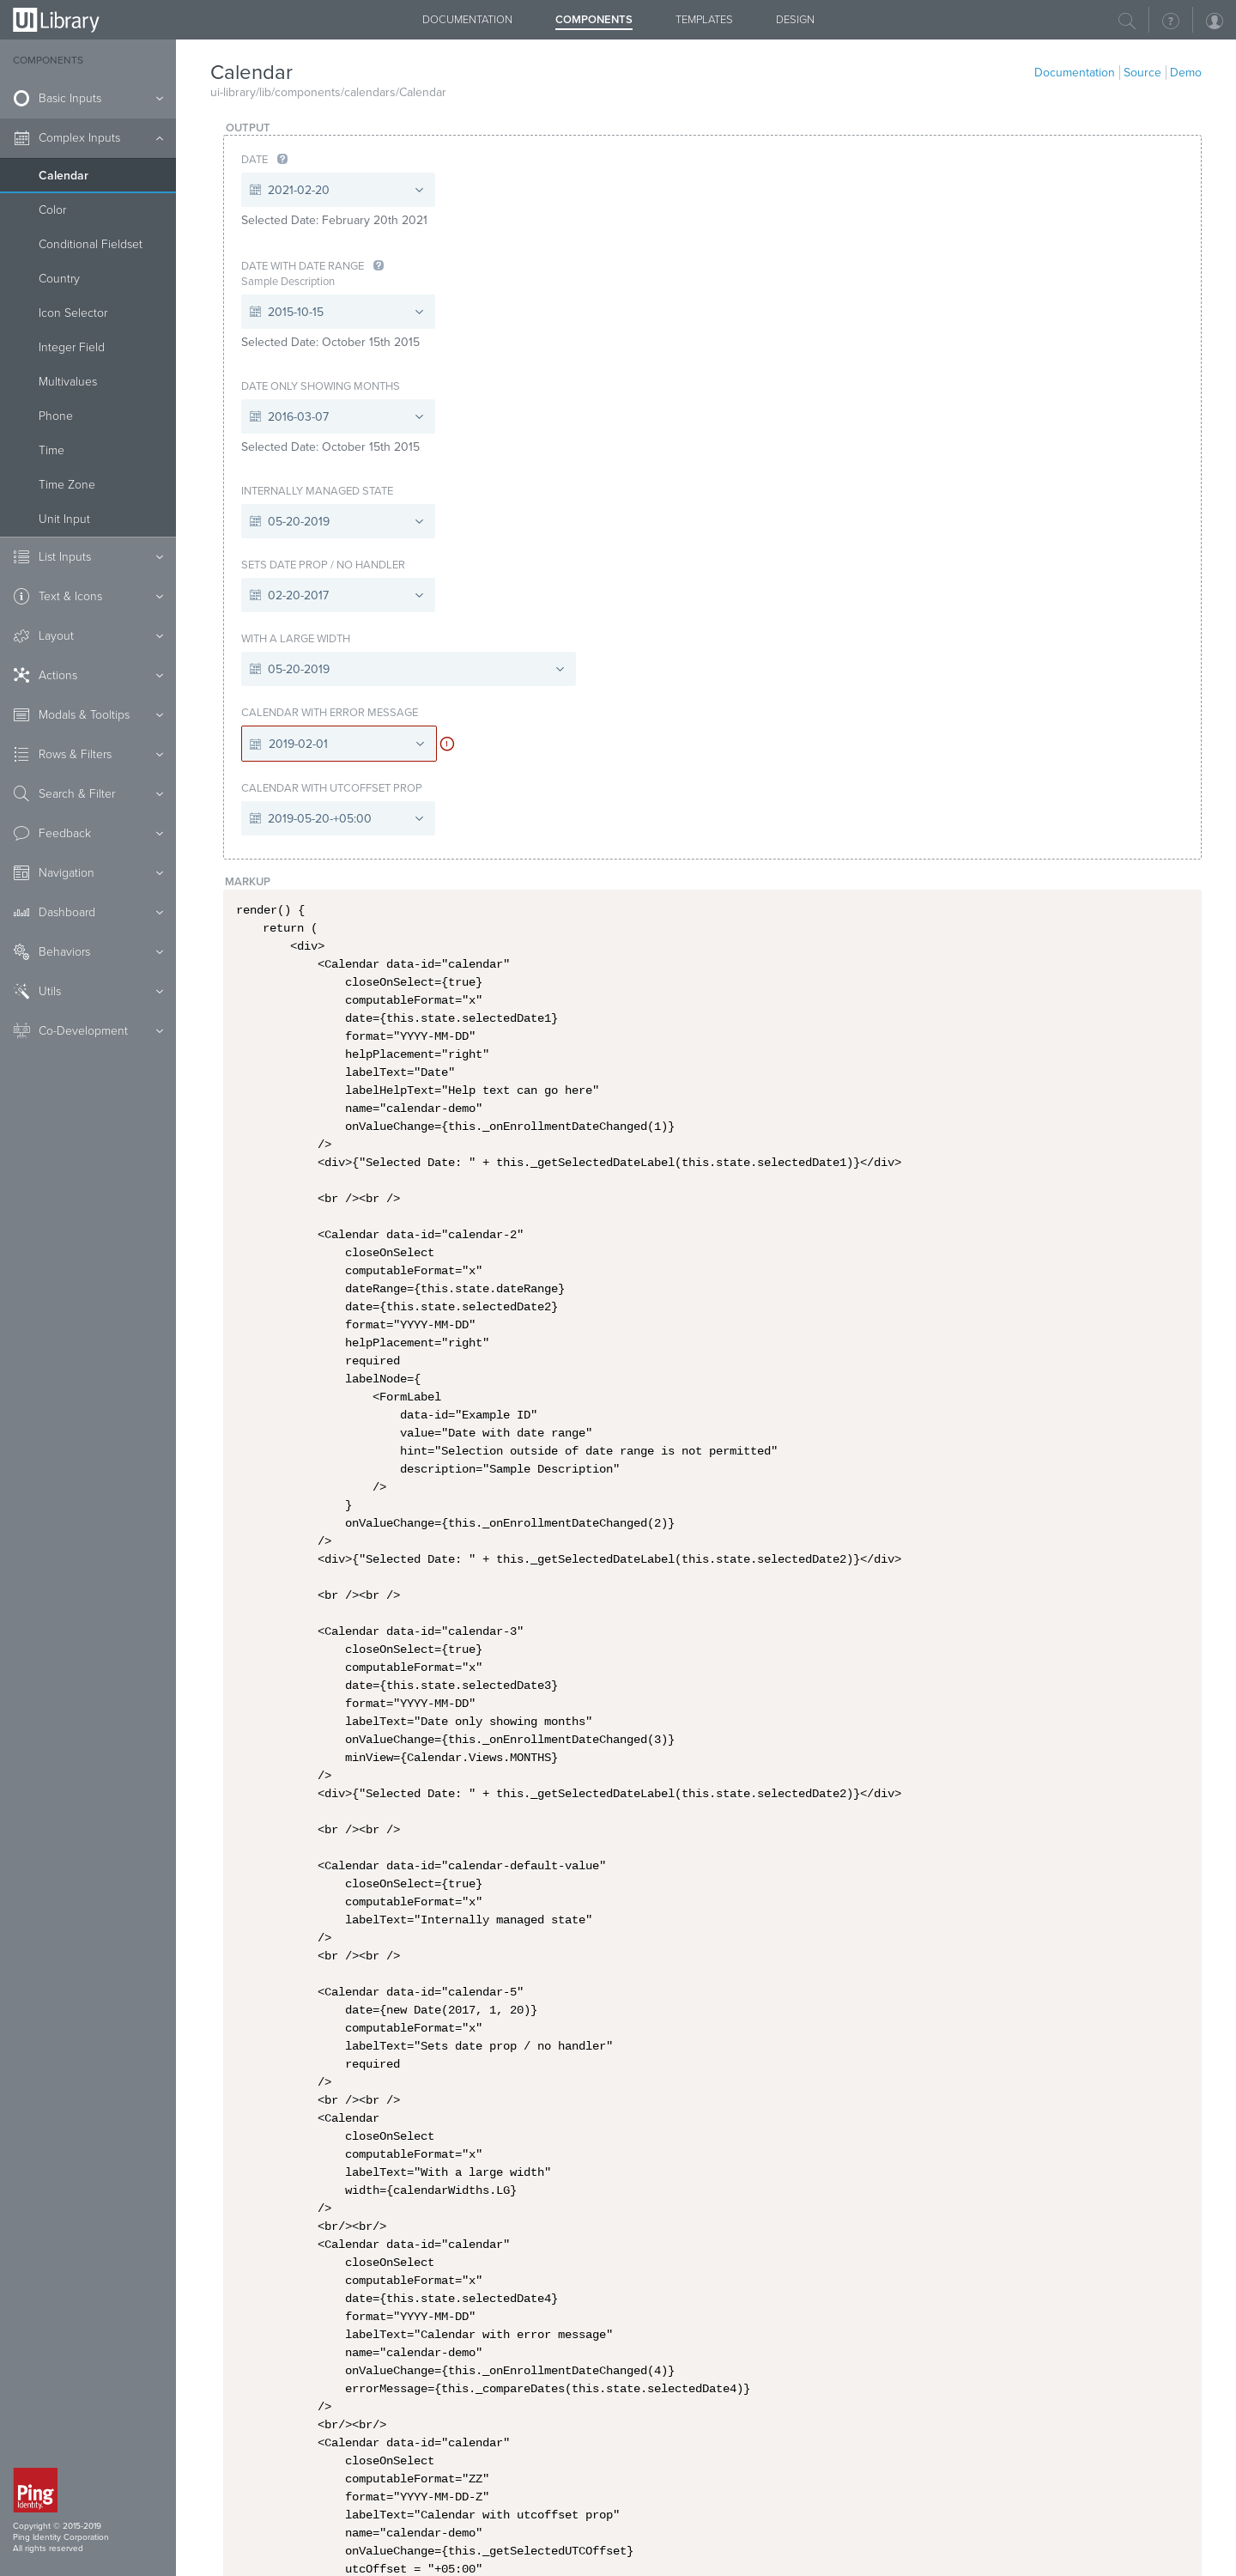 UI Library
DOCUMENTATION
COMPONENTS
TEMPLATES
DESIGN
COMPONENTS
Basic Inputs
Complex Inputs
Calendar
Color
Conditional Fieldset
Country
Icon Selector
Integer Field
Multivalues
Phone
Time
Time Zone
Unit Input
List Inputs
Text & Icons
Layout
Actions
Modals & Tooltips
Rows & Filters
Search & Filter
Feedback
Navigation
Dashboard
Behaviors
Utils
Co-Development
Ping
Identity
Copyright © 2015-2019
Ping Identity Corporation
All rights reserved
Calendar
Documentation
Source
Demo
ui-library/lib/components/calendars/Calendar
OUTPUT
DATE
2021-02-20
Selected Date: February 20th 2021
DATE WITH DATE RANGE
Sample Description
2015-10-15
Selected Date: October 15th 2015
DATE ONLY SHOWING MONTHS
2016-03-07
Selected Date: October 15th 2015
INTERNALLY MANAGED STATE
05-20-2019
SETS DATE PROP / NO HANDLER
02-20-2017
WITH A LARGE WIDTH
05-20-2019
CALENDAR WITH ERROR MESSAGE
2019-02-01
CALENDAR WITH UTCOFFSET PROP
2019-05-20-+05:00
MARKUP
render() {
return (
<div>
<Calendar data-id="calendar"
closeOnSelect={true}
computableFormat="x"
date={this.state.selectedDate1}
format="YYYY-MM-DD"
helpPlacement="right"
labelText="Date"
labelHelpText="Help text can go here"
name="calendar-demo"
onValueChange={this._onEnrollmentDateChanged(1)}
/>
<div>{"Selected Date: " + this._getSelectedDateLabel(this.state.selectedDate1)}</div>
<br /><br />
<Calendar data-id="calendar-2"
closeOnSelect
computableFormat="x"
dateRange={this.state.dateRange}
date={this.state.selectedDate2}
format="YYYY-MM-DD"
helpPlacement="right"
required
labelNode={
<FormLabel
data-id="Example ID"
value="Date with date range"
hint="Selection outside of date range is not permitted"
description="Sample Description"
/>
}
onValueChange={this._onEnrollmentDateChanged(2)}
/>
<div>{"Selected Date: " + this._getSelectedDateLabel(this.state.selectedDate2)}</div>
<br /><br />
<Calendar data-id="calendar-3"
closeOnSelect={true}
computableFormat="x"
date={this.state.selectedDate3}
format="YYYY-MM-DD"
labelText="Date only showing months"
onValueChange={this._onEnrollmentDateChanged(3)}
minView={Calendar.Views.MONTHS}
/>
<div>{"Selected Date: " + this._getSelectedDateLabel(this.state.selectedDate2)}</div>
<br /><br />
<Calendar data-id="calendar-default-value"
closeOnSelect={true}
computableFormat="x"
labelText="Internally managed state"
/>
<br /><br />
<Calendar data-id="calendar-5"
date={new Date(2017, 1, 20)}
computableFormat="x"
labelText="Sets date prop / no handler"
required
/>
<br /><br />
<Calendar
closeOnSelect
computableFormat="x"
labelText="With a large width"
width={calendarWidths.LG}
/>
<br/><br/>
<Calendar data-id="calendar"
closeOnSelect
computableFormat="x"
date={this.state.selectedDate4}
format="YYYY-MM-DD"
labelText="Calendar with error message"
name="calendar-demo"
onValueChange={this._onEnrollmentDateChanged(4)}
errorMessage={this._compareDates(this.state.selectedDate4)}
/>
<br/><br/>
<Calendar data-id="calendar"
closeOnSelect
computableFormat="ZZ"
format="YYYY-MM-DD-Z"
labelText="Calendar with utcoffset prop"
name="calendar-demo"
onValueChange={this._getSelectedUTCOffset}
utcOffset = "+05:00"